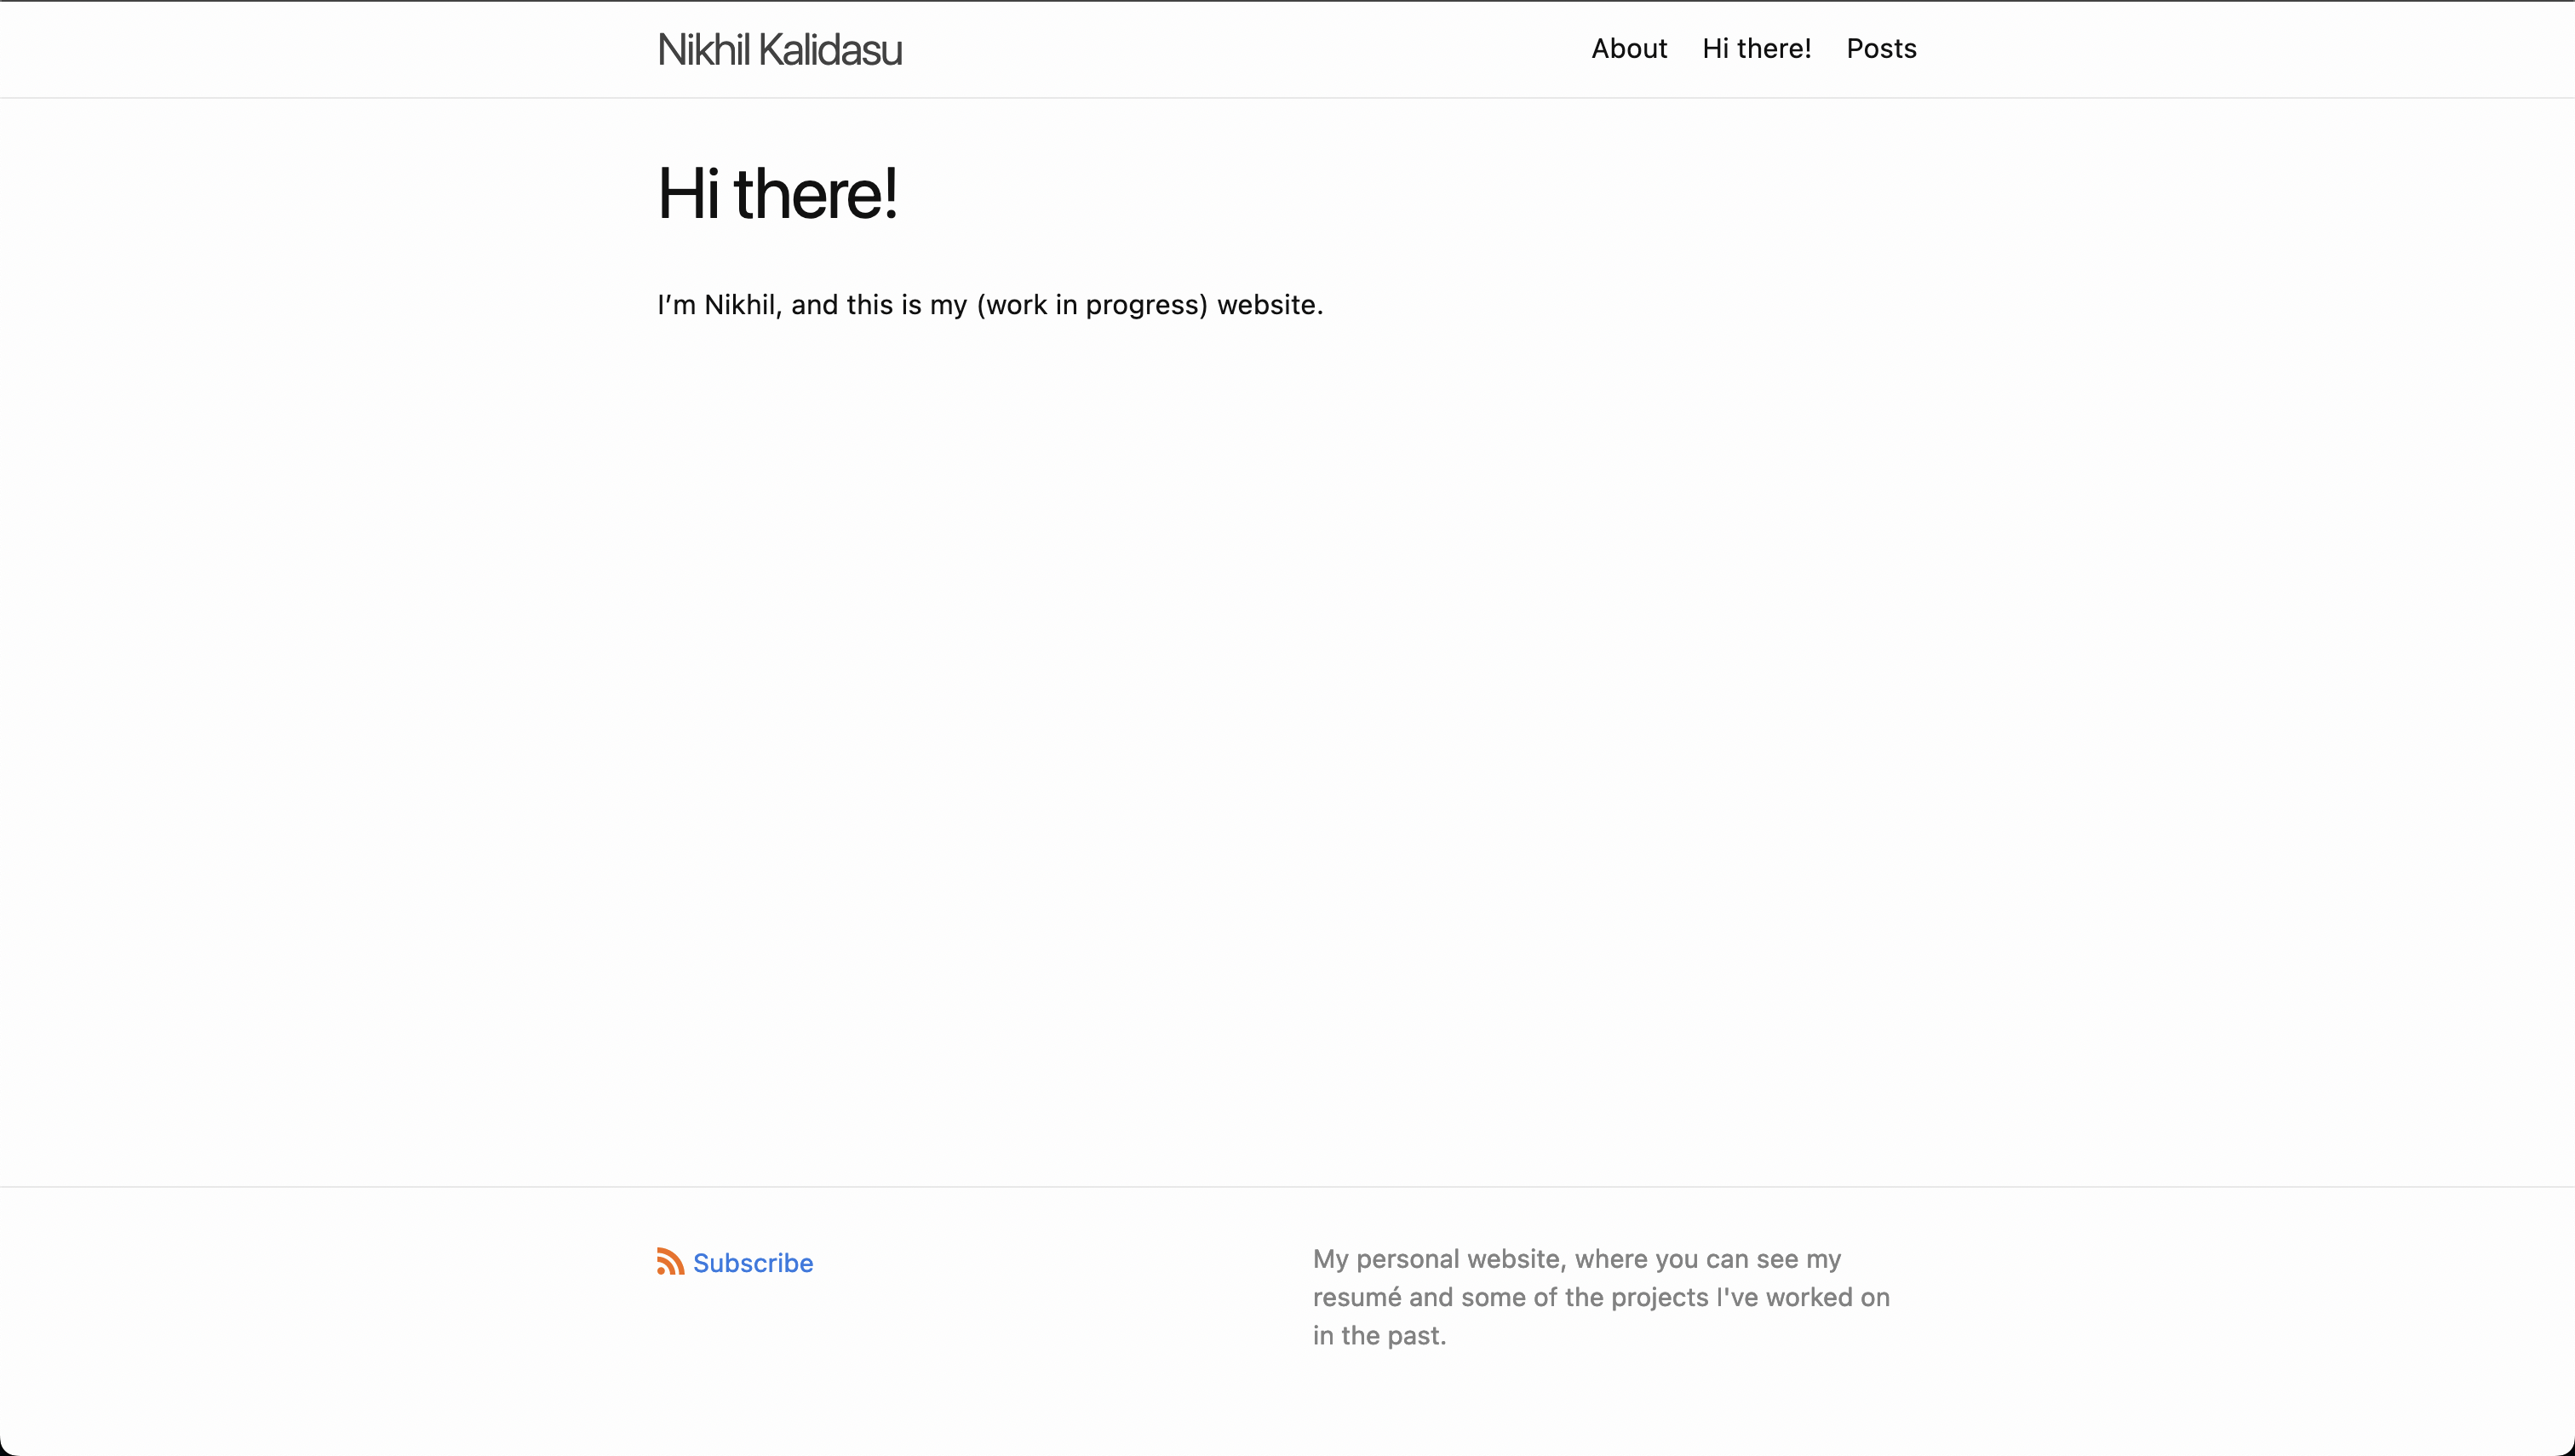 Nikhil Kalidasu
About Hi there! Posts
Hi there!
I’m Nikhil, and this is my (work in progress) website.
Subscribe
My personal website, where you can see my
resumé and some of the projects I've worked on
in the past.